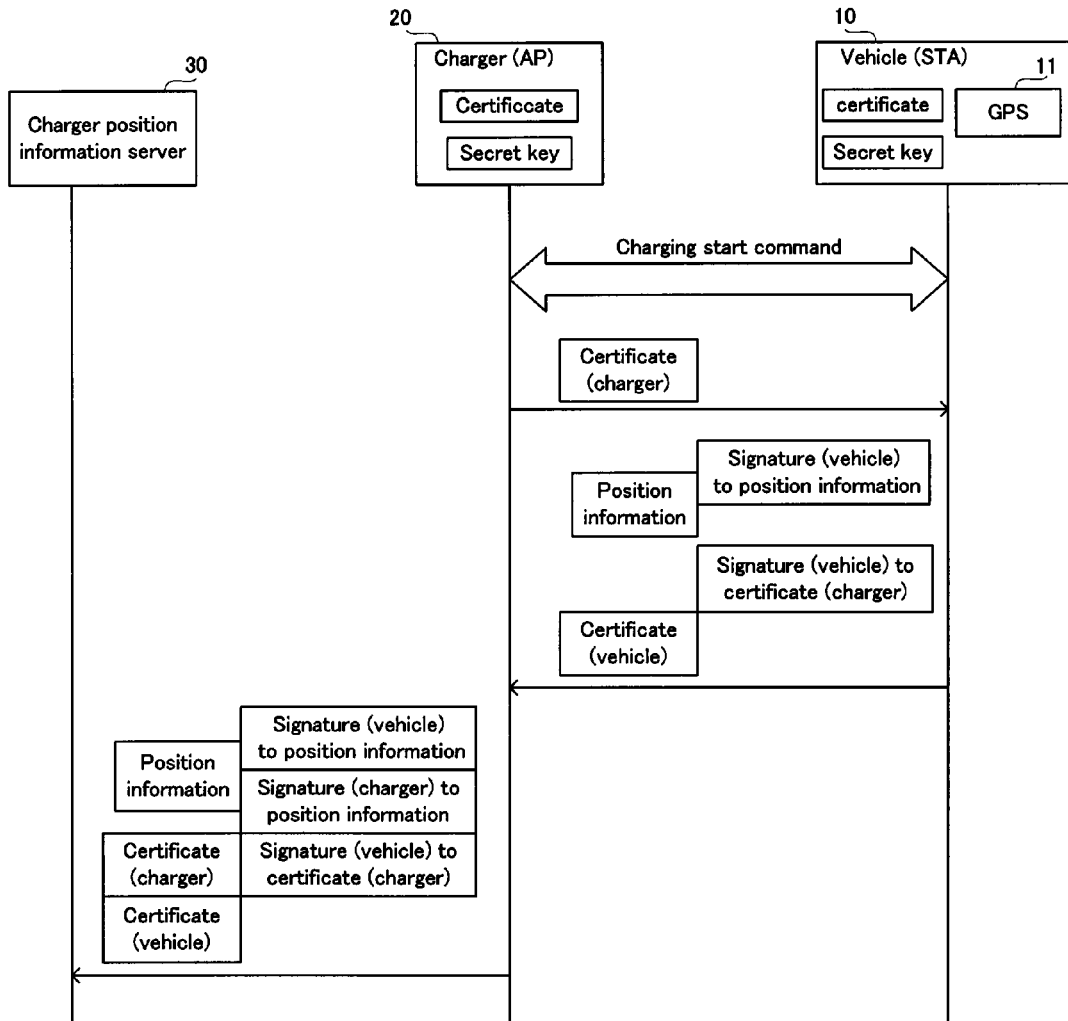 20
10
30
Charger (AP)
Vehicle (STA)
11
Certificcate
certificate
GPS
Charger position
information server
Secret key
Secret key
Charging start command
Certificate
(charger)
Signature (vehicle)
to position information
Position
information
Signature (vehicle) to
certificate (charger)
Certificate
(vehicle)
Signature (vehicle)
to position information
Position
information
Signature (charger) to
position information
Certificate
(charger)
Signature (vehicle) to
certificate (charger)
Certificate
(vehicle)